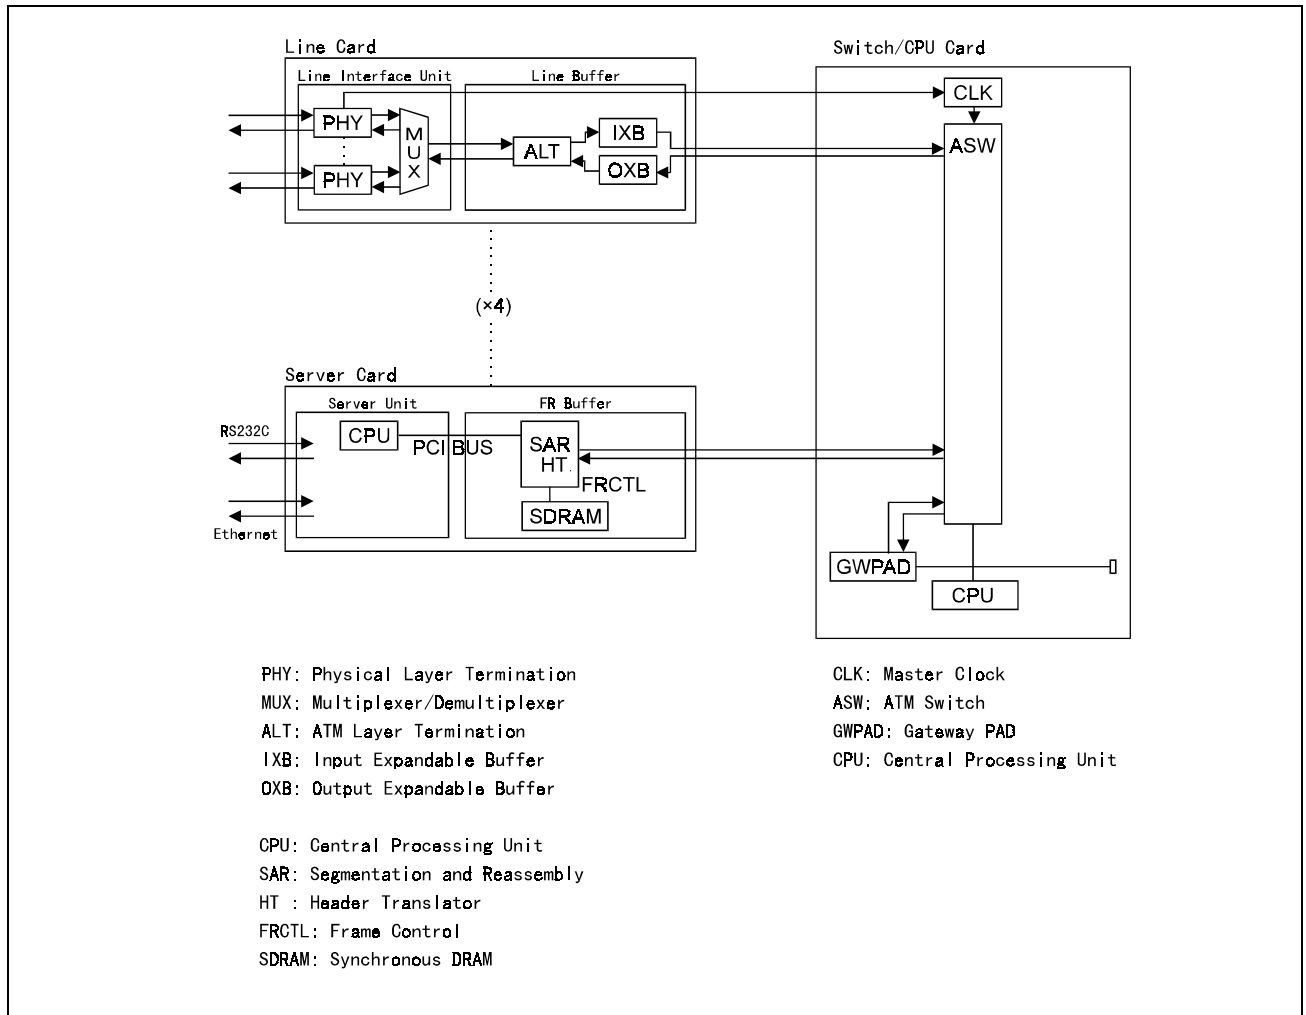 Line Card
Switch/CPU Card
Line Interface Unit
Line Buffer
PHY
PHY
MUX
ALT
IXB
OXB
CLK
ASW
(×4)
Server Card
Server Unit
FR Buffer
RS232C
Ethernet
CPU
PCI BUS
SAR
HT
FRCTL
SDRAM
GWPAD
CPU
PHY: Physical Layer Termination
MUX: Multiplexer/Demultiplexer
ALT: ATM Layer Termination
IXB: Input Expandable Buffer
OXB: Output Expandable Buffer
CPU: Central Processing Unit
SAR: Segmentation and Reassembly
HT : Header Translator
FRCTL: Frame Control
SDRAM: Synchronous DRAM
CLK: Master Clock
ASW: ATM Switch
GWPAD: Gateway PAD
CPU: Central Processing Unit